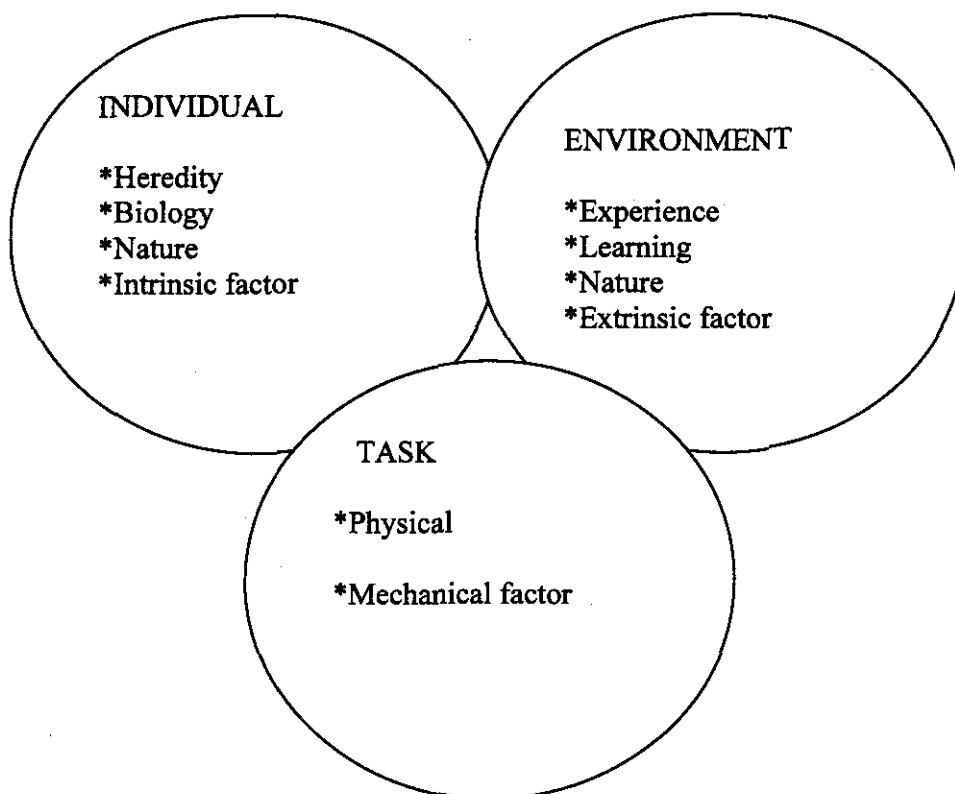 INDIVIDUAL
*Heredity
*Biology
*Nature
*Intrinsic factor
ENVIRONMENT
*Experience
*Learning
*Nature
*Extrinsic factor
TASK
*Physical
*Mechanical factor